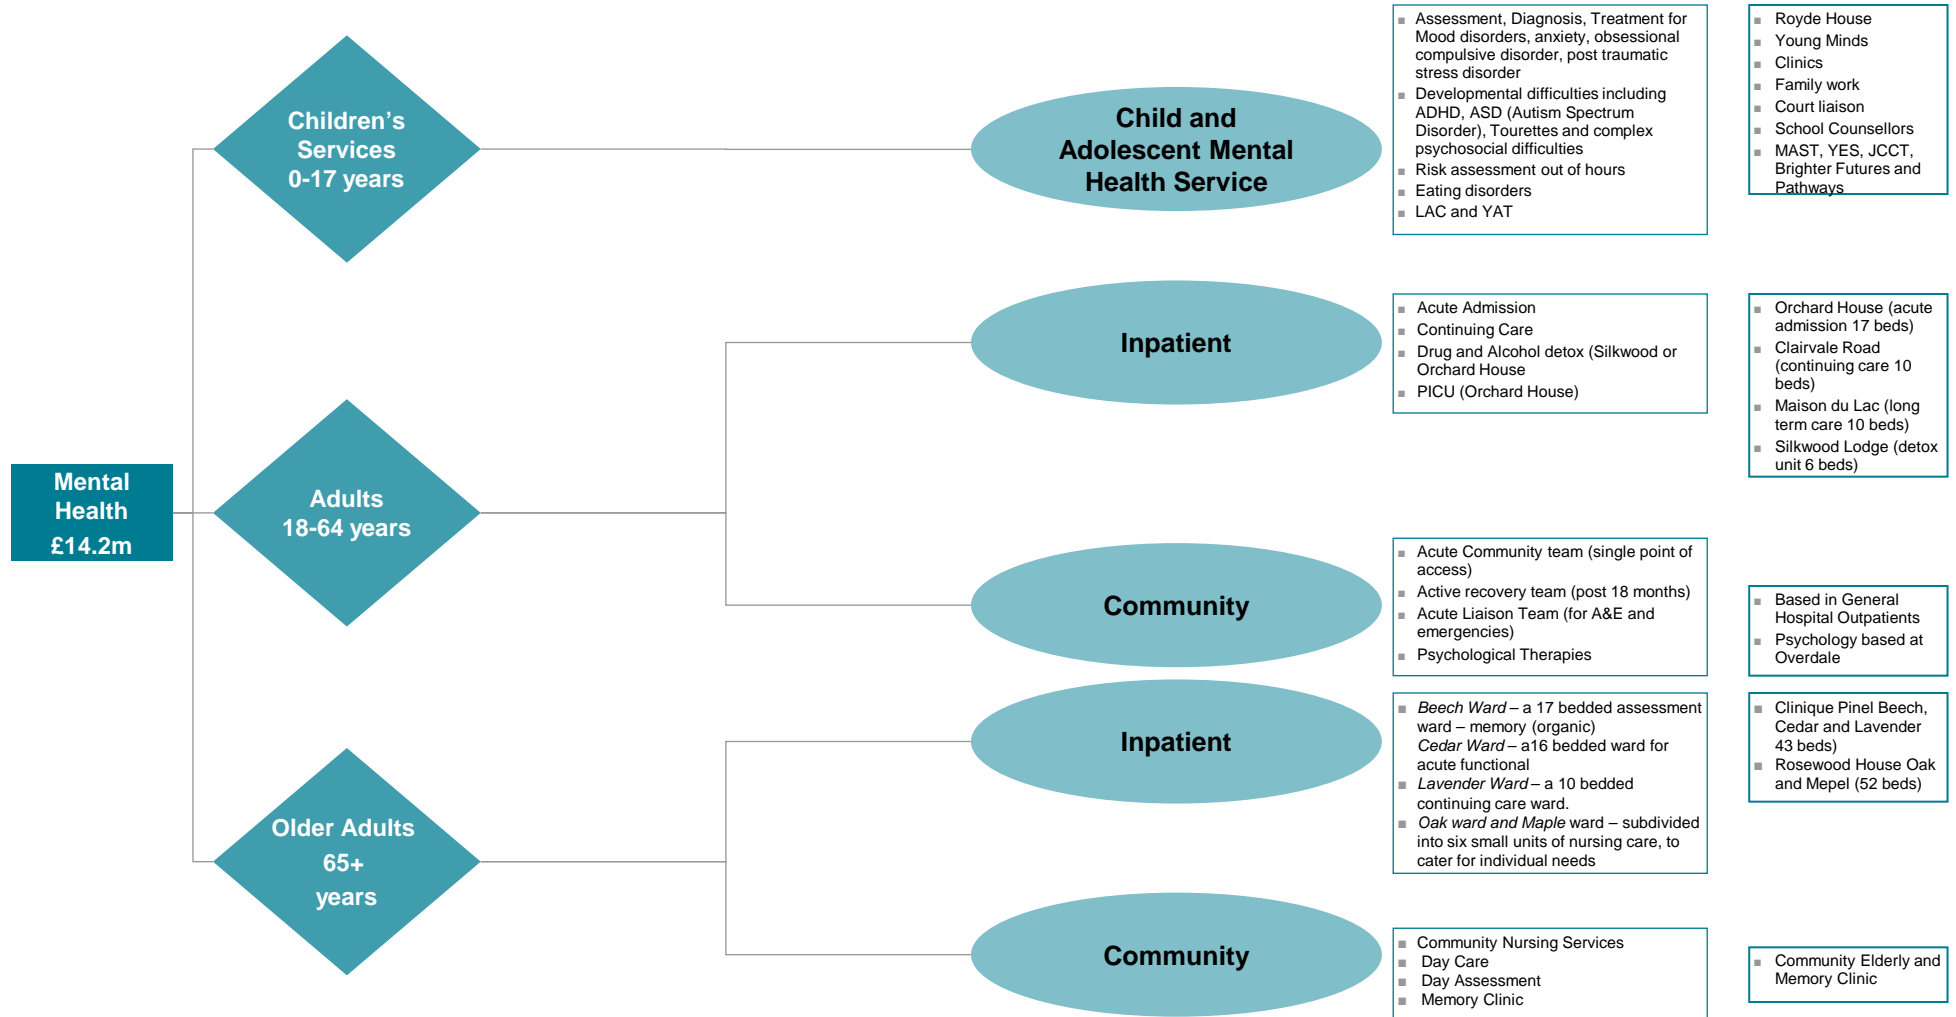 Mental
Health
£14.2m
Children's
Services
0-17 years
Child and
Adolescent Mental
Health Service
■ Assessment, Diagnosis, Treatment for
Mood disorders, anxiety, obsessional
compulsive disorder, post traumatic
stress disorder
■ Developmental difficulties including
ADHD, ASD (Autism Spectrum
Disorder), Tourettes and complex
psychosocial difficulties
■ Risk assessment out of hours
■ Eating disorders
■ LAC and YAT
■ Royde House
■ Young Minds
■ Clinics
■ Family work
■ Court liaison
■ School Counsellors
■ MAST, YES, JCCT,
Brighter Futures and
Pathways
Adults
18-64 years
Inpatient
■ Acute Admission
■ Continuing Care
■ Drug and Alcohol detox (Silkwood or
Orchard House
■ PICU (Orchard House)
■ Orchard House (acute
admission 17 beds)
■ Clairvale Road
(continuing care 10
beds)
■ Maison du Lac (long
term care 10 beds)
■ Silkwood Lodge (detox
unit 6 beds)
Community
■ Acute Community team (single point of
access)
■ Active recovery team (post 18 months)
■ Acute Liaison Team (for A&E and
emergencies)
■ Psychological Therapies
■ Based in General
Hospital Outpatients
■ Psychology based at
Overdale
Older Adults
65+
years
Inpatient
■ Beech Ward – a 17 bedded assessment
ward – memory (organic)
Cedar Ward – a16 bedded ward for
acute functional
■ Lavender Ward – a 10 bedded
continuing care ward.
■ Oak ward and Maple ward – subdivided
into six small units of nursing care, to
cater for individual needs
■ Clinique Pinel Beech,
Cedar and Lavender
43 beds)
■ Rosewood House Oak
and Mepel (52 beds)
Community
■ Community Nursing Services
■ Day Care
■ Day Assessment
■ Memory Clinic
■ Community Elderly and
Memory Clinic